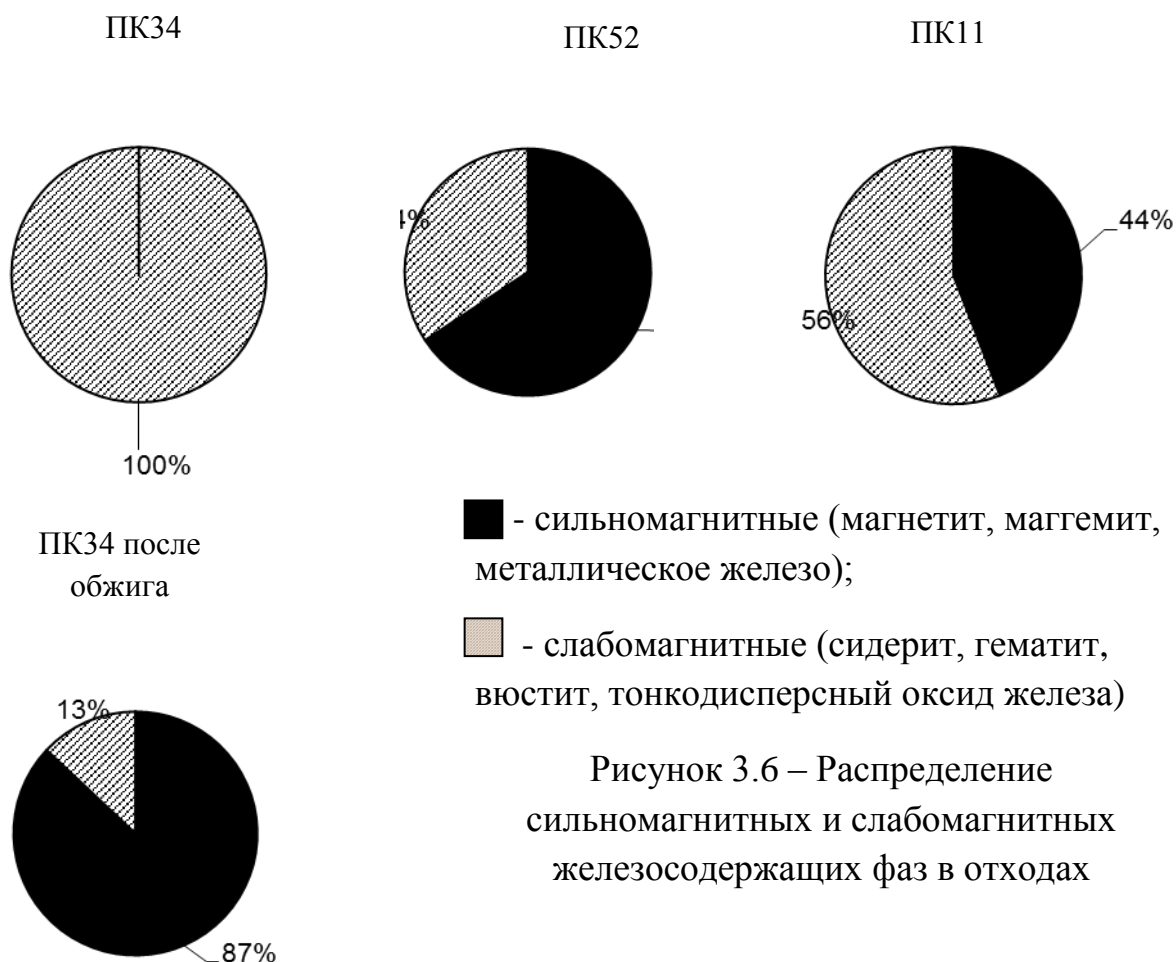 ПК34
ПК52
ПК11
4%
44%
56%
100%
ПК34 после
обжига
- сильномагнитные (магнетит, маггемит,
металлическое железо);
- слабомагнитные (сидерит, гематит,
вюстит, тонкодисперсный оксид железа)
13%
87%
Рисунок 3.6 – Распределение
сильномагнитных и слабомагнитных
железосодержащих фаз в отходах